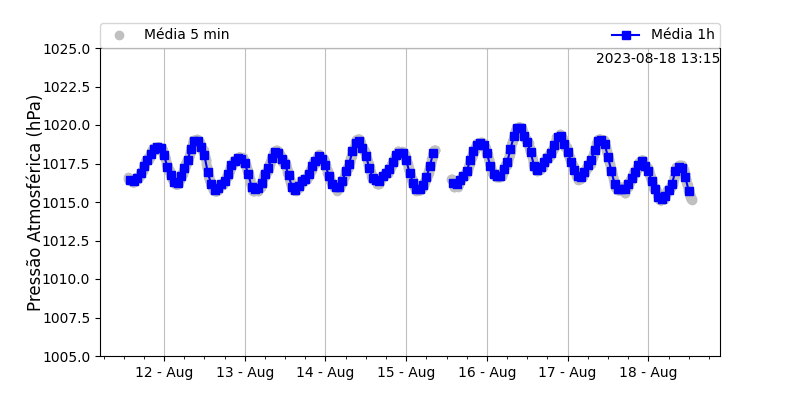 Média 5 min
Média 1h
2023-08-18 13:15
Pressão Atmosférica (hPa)
1025.0
1022.5
1020.0
1017.5
1015.0
1012.5
1010.0
1007.5
1005.0
12 - Aug
13 - Aug
14 - Aug
15 - Aug
16 - Aug
17 - Aug
18 - Aug